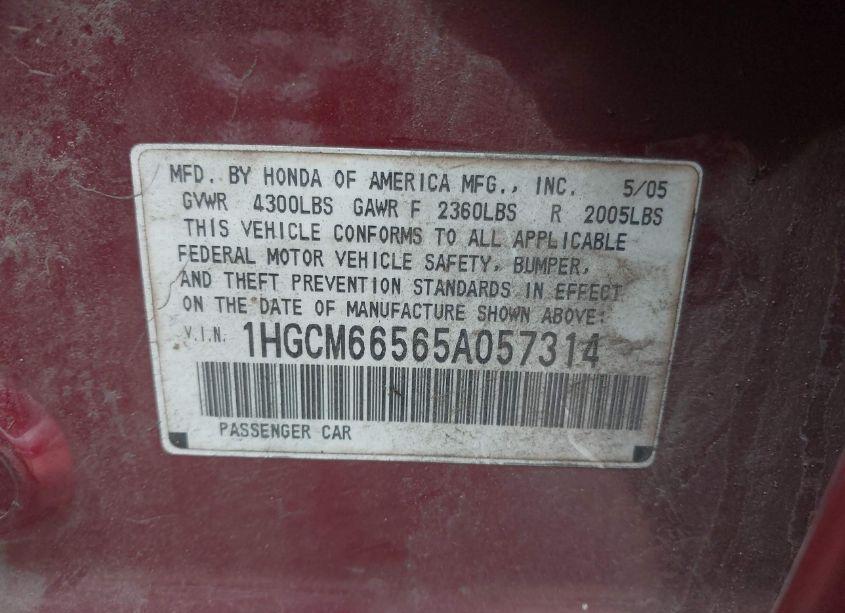 MFD. BY HONDA OF AMERICA MFG., INC. 5/05
GVWR 4300LBS GAWR F 2360LBS R 2005LBS
THIS VEHICLE CONFORMS TO ALL APPLICABLE
FEDERAL MOTOR VEHICLE SAFETY, BUMPER,
AND THEFT PREVENTION STANDARDS IN EFFECT
ON THE DATE OF MANUFACTURE SHOWN ABOVE:
V.I.N. 1HGCM66565A057314
PASSENGER CAR